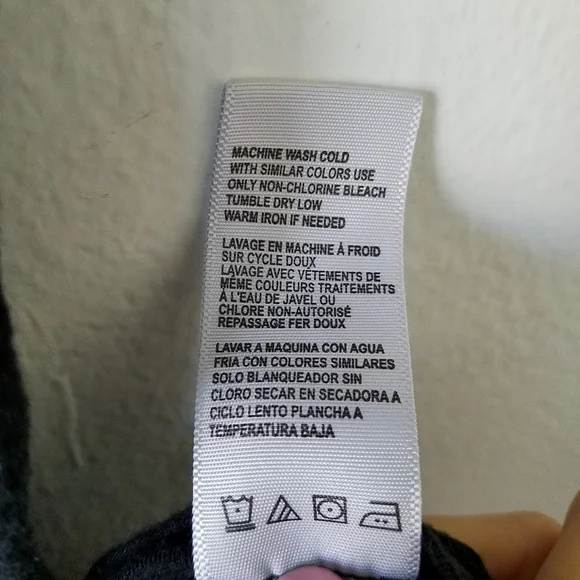 MACHINE WASH COLD
WITH SIMILAR COLORS USE
ONLY NON-CHLORINE BLEACH
TUMBLE DRY LOW
WARM IRON IF NEEDED
LAVAGE EN MACHINE À FROID
SUR CYCLE DOUX
LAVAGE AVEC VÊTEMENTS DE
MÊME COULEURS TRAITEMENTS
À L'EAU DE JAVEL OU
CHLORE NON-AUTORISÉ
REPASSAGE FER DOUX
LAVAR A MAQUINA CON AGUA
FRIA CON COLORES SIMILARES
SOLO BLANQUEADOR SIN
CLORO SECAR EN SECADORA A
CICLO LENTO PLANCHA A
TEMPERATURA BAJA